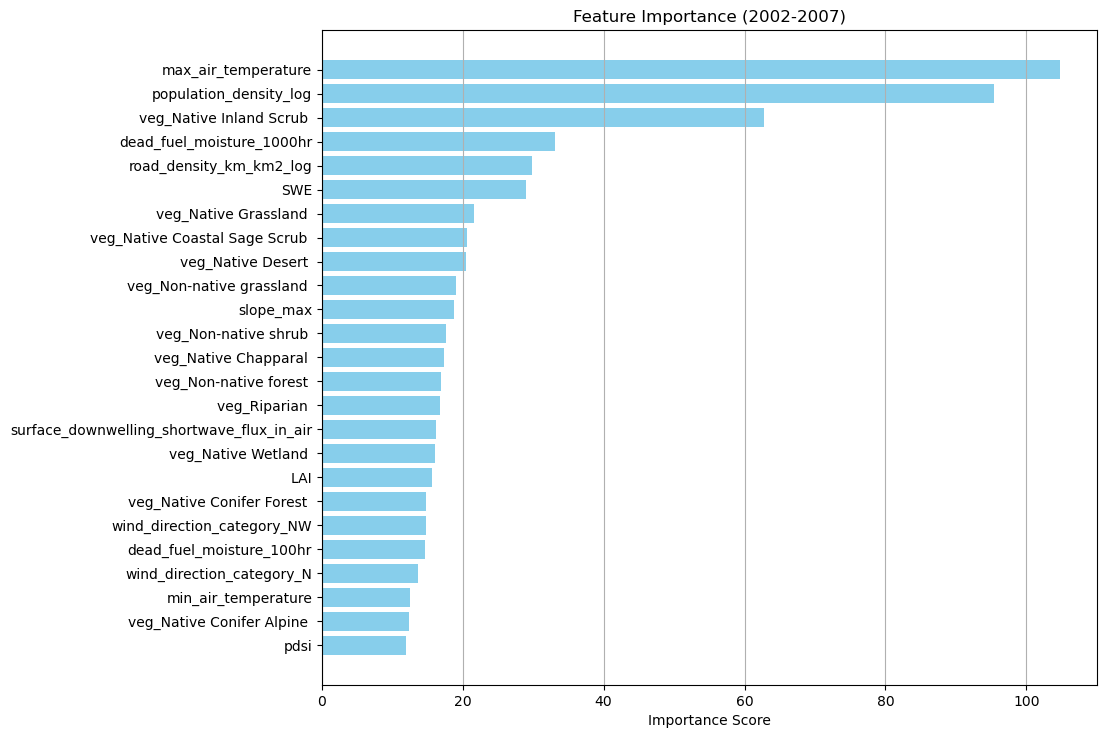 Feature Importance (2002-2007)
max_air_temperature
population_density_log
veg_Native Inland Scrub
dead_fuel_moisture_1000hr
road_density_km_km2_log
SWE
veg_Native Grassland
veg_Native Coastal Sage Scrub
veg_Native Desert
veg_Non-native grassland
slope_max
veg_Non-native shrub
veg_Native Chapparal
veg_Non-native forest
veg_Riparian
surface_downwelling_shortwave_flux_in_air
veg_Native Wetland
LAI
veg_Native Conifer Forest
wind_direction_category_NW
dead_fuel_moisture_100hr
wind_direction_category_N
min_air_temperature
veg_Native Conifer Alpine
pdsi
0 20 40 60 80 100
Importance Score